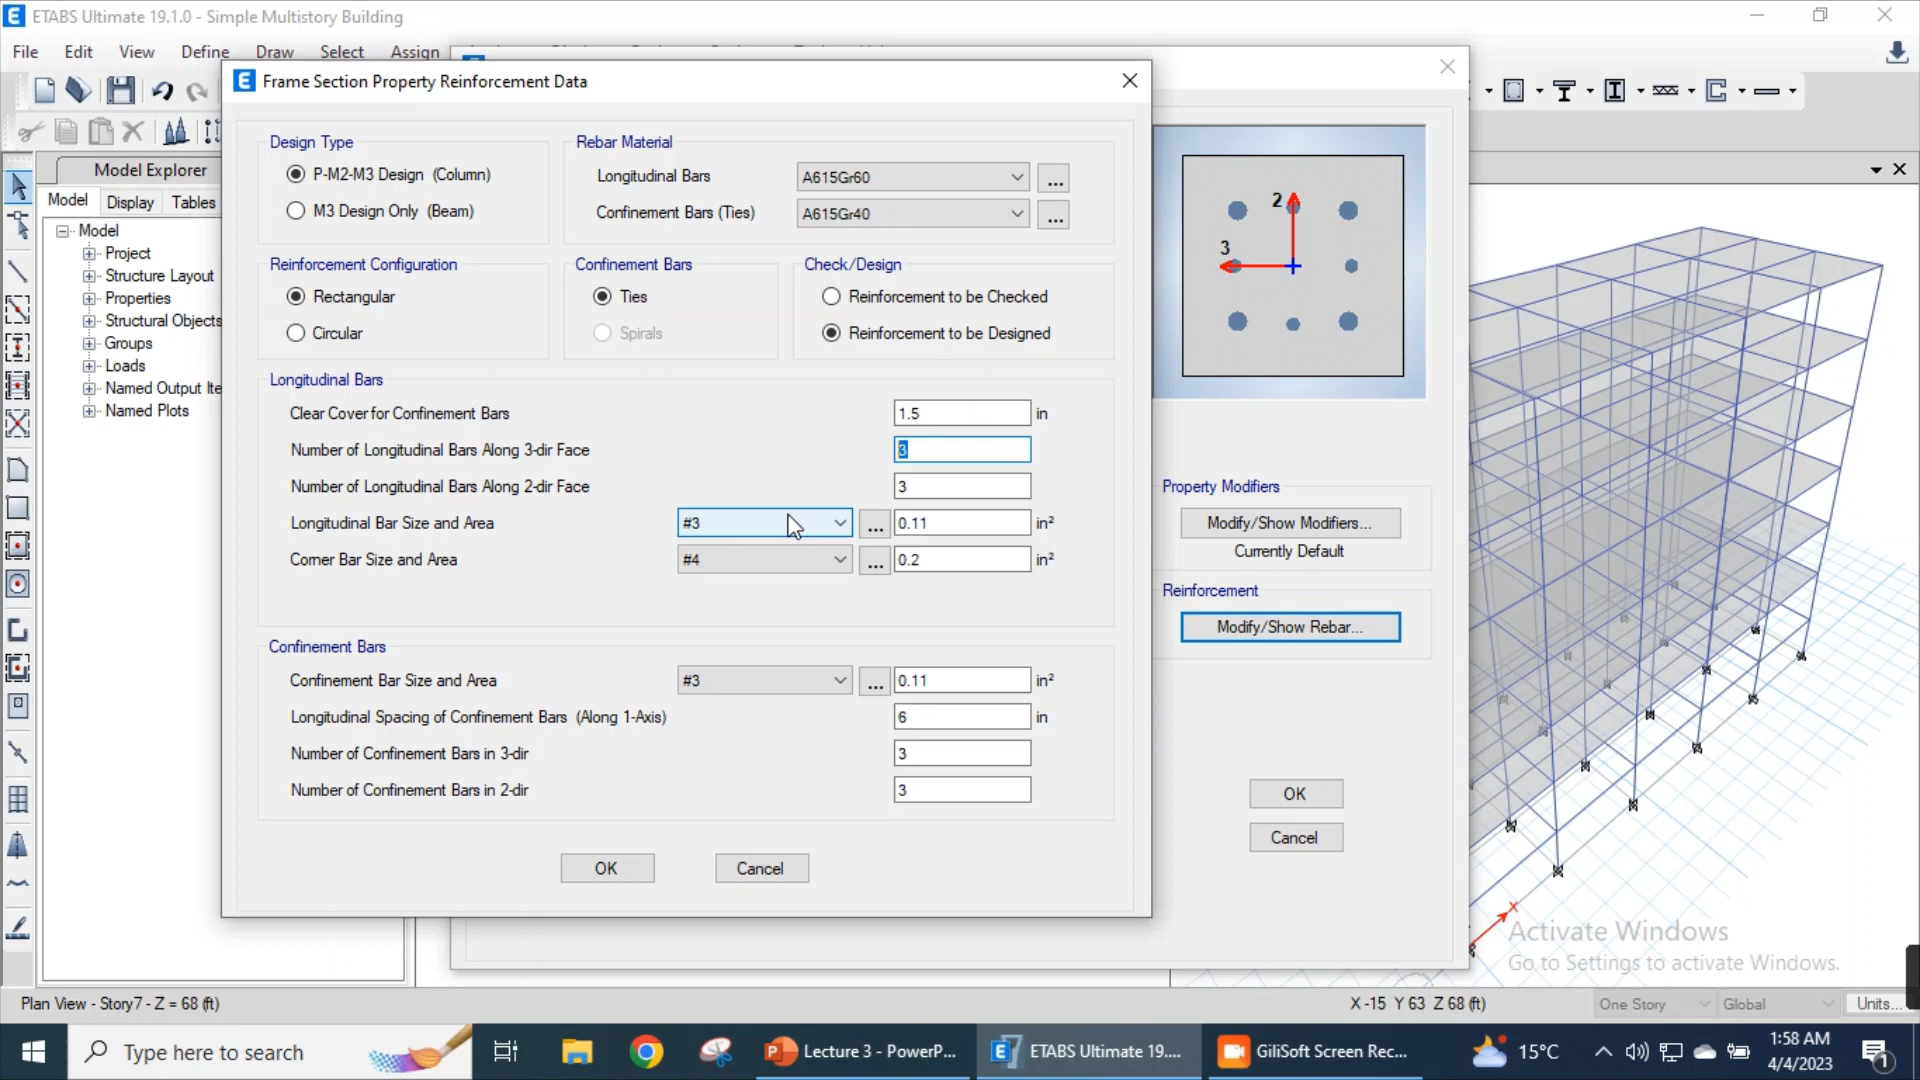 ETABS Ultimate 19.1.0 - Simple Multistory Building
File Edit View Define Draw Select Assign
Frame Section Property Reinforcement Data
Model Explorer
Model Display Tables
Model
Project
Structure Layout
Properties
Structural Objects
Groups
Loads
Named Output Ite
Named Plots
Design Type
P-M2-M3 Design (Column)
M3 Design Only (Beam)
Rebar Material
Longitudinal Bars A615Gr60 ...
Confinement Bars (Ties) A615Gr40 ...
Reinforcement Configuration
Rectangular
Circular
Confinement Bars
Ties
Spirals
Check/Design
Reinforcement to be Checked
Reinforcement to be Designed
Longitudinal Bars
Clear Cover for Confinement Bars 1.5 in
Number of Longitudinal Bars Along 3-dir Face 3
Number of Longitudinal Bars Along 2-dir Face 3
Longitudinal Bar Size and Area #3 ... 0.11 in²
Corner Bar Size and Area #4 ... 0.2 in²
Confinement Bars
Confinement Bar Size and Area #3 ... 0.11 in²
Longitudinal Spacing of Confinement Bars (Along 1-Axis) 6 in
Number of Confinement Bars in 3-dir 3
Number of Confinement Bars in 2-dir 3
OK Cancel
2
3
Property Modifiers
Modify/Show Modifiers...
Currently Default
Reinforcement
Modify/Show Rebar...
OK
Cancel
X
Activate Windows
Go to Settings to activate Windows.
Plan View - Story7 - Z = 68 (ft) X -15 Y 63 Z 68 (ft) One Story Global Units...
Type here to search Lecture 3 - PowerP... ETABS Ultimate 19.... GiliSoft Screen Rec... 15°C 1:58 AM
4/4/2023
1